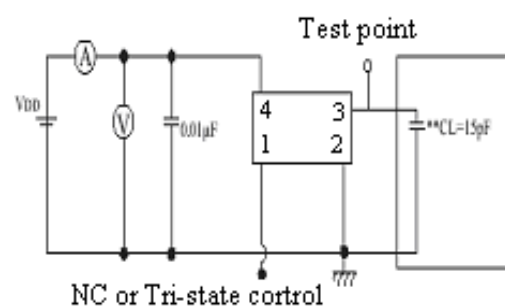 Test point
A
VDD
V
0.01μF
4 3
1 2
**CL=15pF
NC or Tri-state cortrol